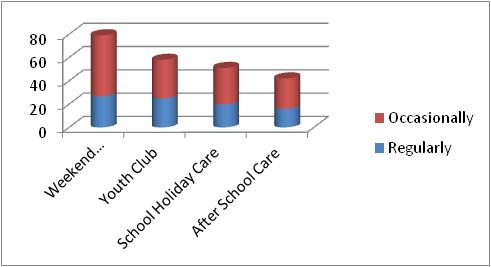 80
60
40
20
0
Weekend...
Youth Club
School Holiday Care
After School Care
Occasionally
Regularly